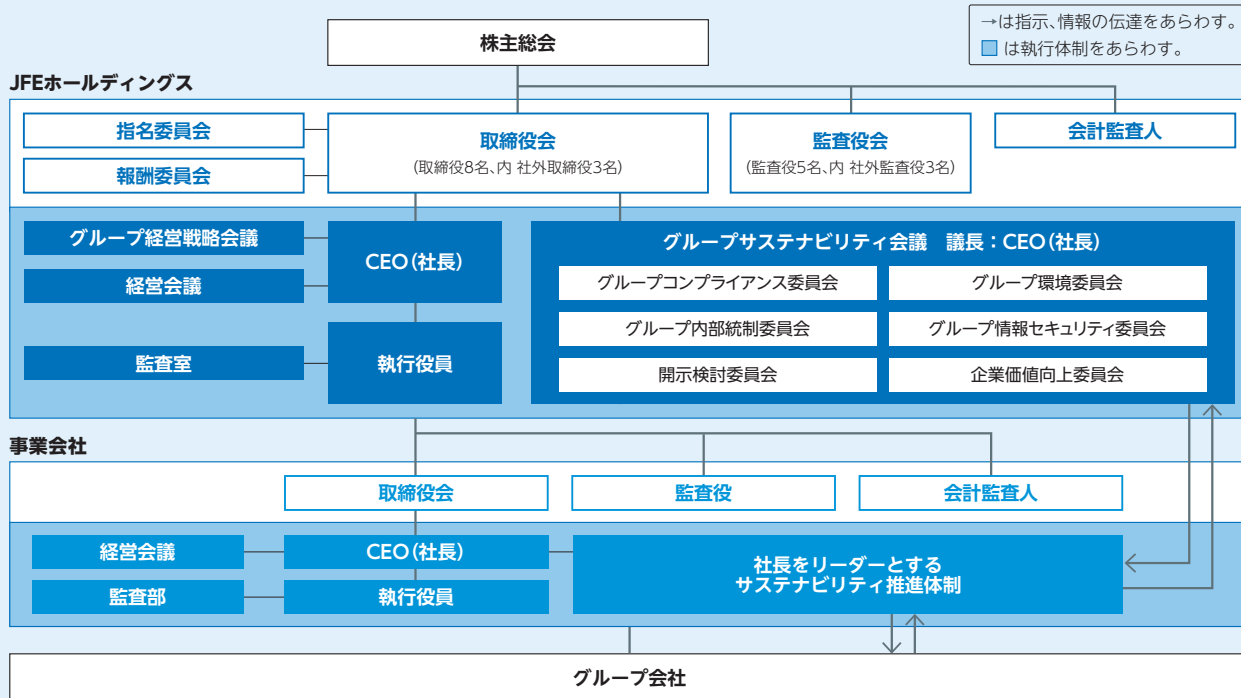 →は指示、情報の伝達をあらわす。
は執行体制をあらわす。
株主総会
JFEホールディングス
指名委員会
報酬委員会
取締役会
(取締役8名、内 社外取締役3名)
監査役会
(監査役5名、内 社外監査役3名)
会計監査人
グループ経営戦略会議
経営会議
監査室
CEO(社長)
執行役員
グループサステナビリティ会議 議長:CEO(社長)
グループコンプライアンス委員会
グループ環境委員会
グループ内部統制委員会
グループ情報セキュリティ委員会
開示検討委員会
企業価値向上委員会
事業会社
取締役会
監査役
会計監査人
経営会議
CEO(社長)
監査部
執行役員
社長をリーダーとする
サステナビリティ推進体制
グループ会社